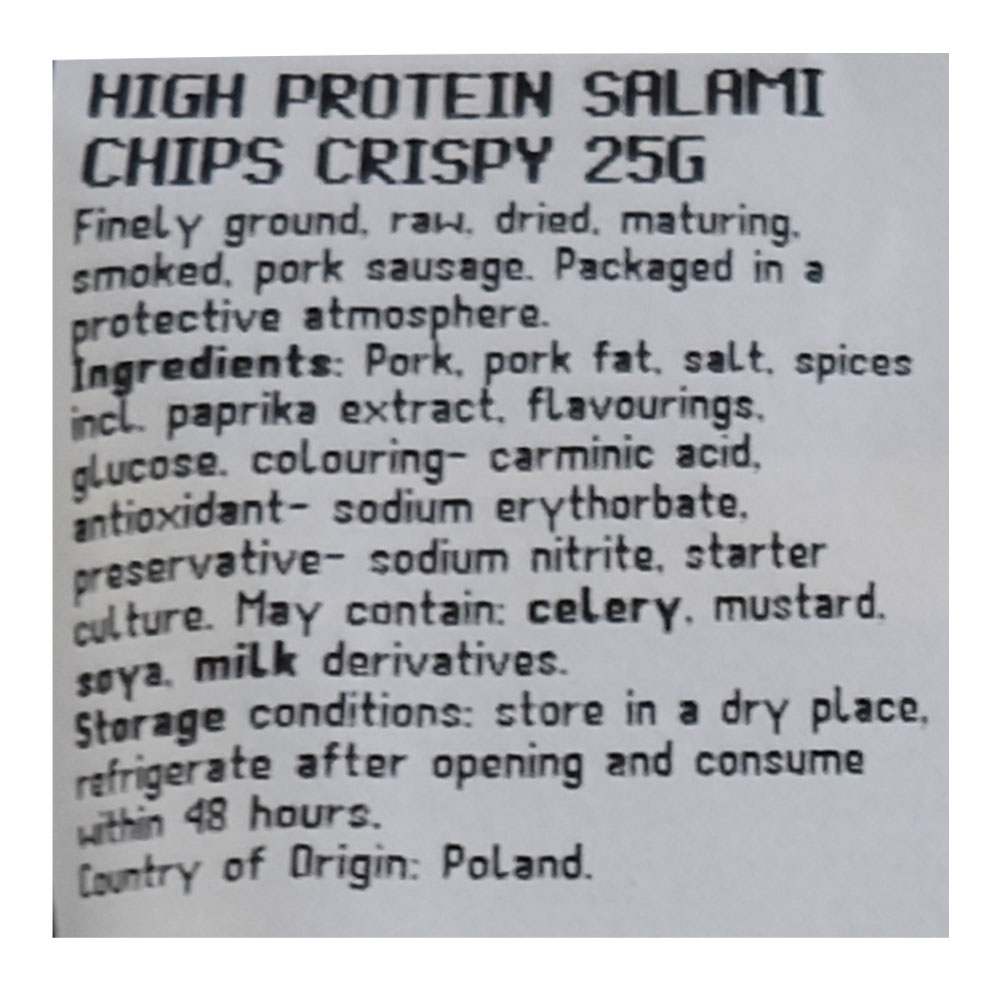 HIGH PROTEIN SALAMI
CHIPS CRISPY 25G
Finely ground, raw, dried, maturing,
smoked, pork sausage. Packaged in a
protective atmosphere.
Ingredients: Pork, pork fat, salt, spices
incl. paprika extract, flavourings,
glucose, colouring- carminic acid,
antioxidant- sodium erythorbate,
preservative- sodium nitrite, starter
culture. May contain: celery, mustard,
soya, milk derivatives.
Storage conditions: store in a dry place,
refrigerate after opening and consume
within 48 hours.
Country of Origin: Poland.